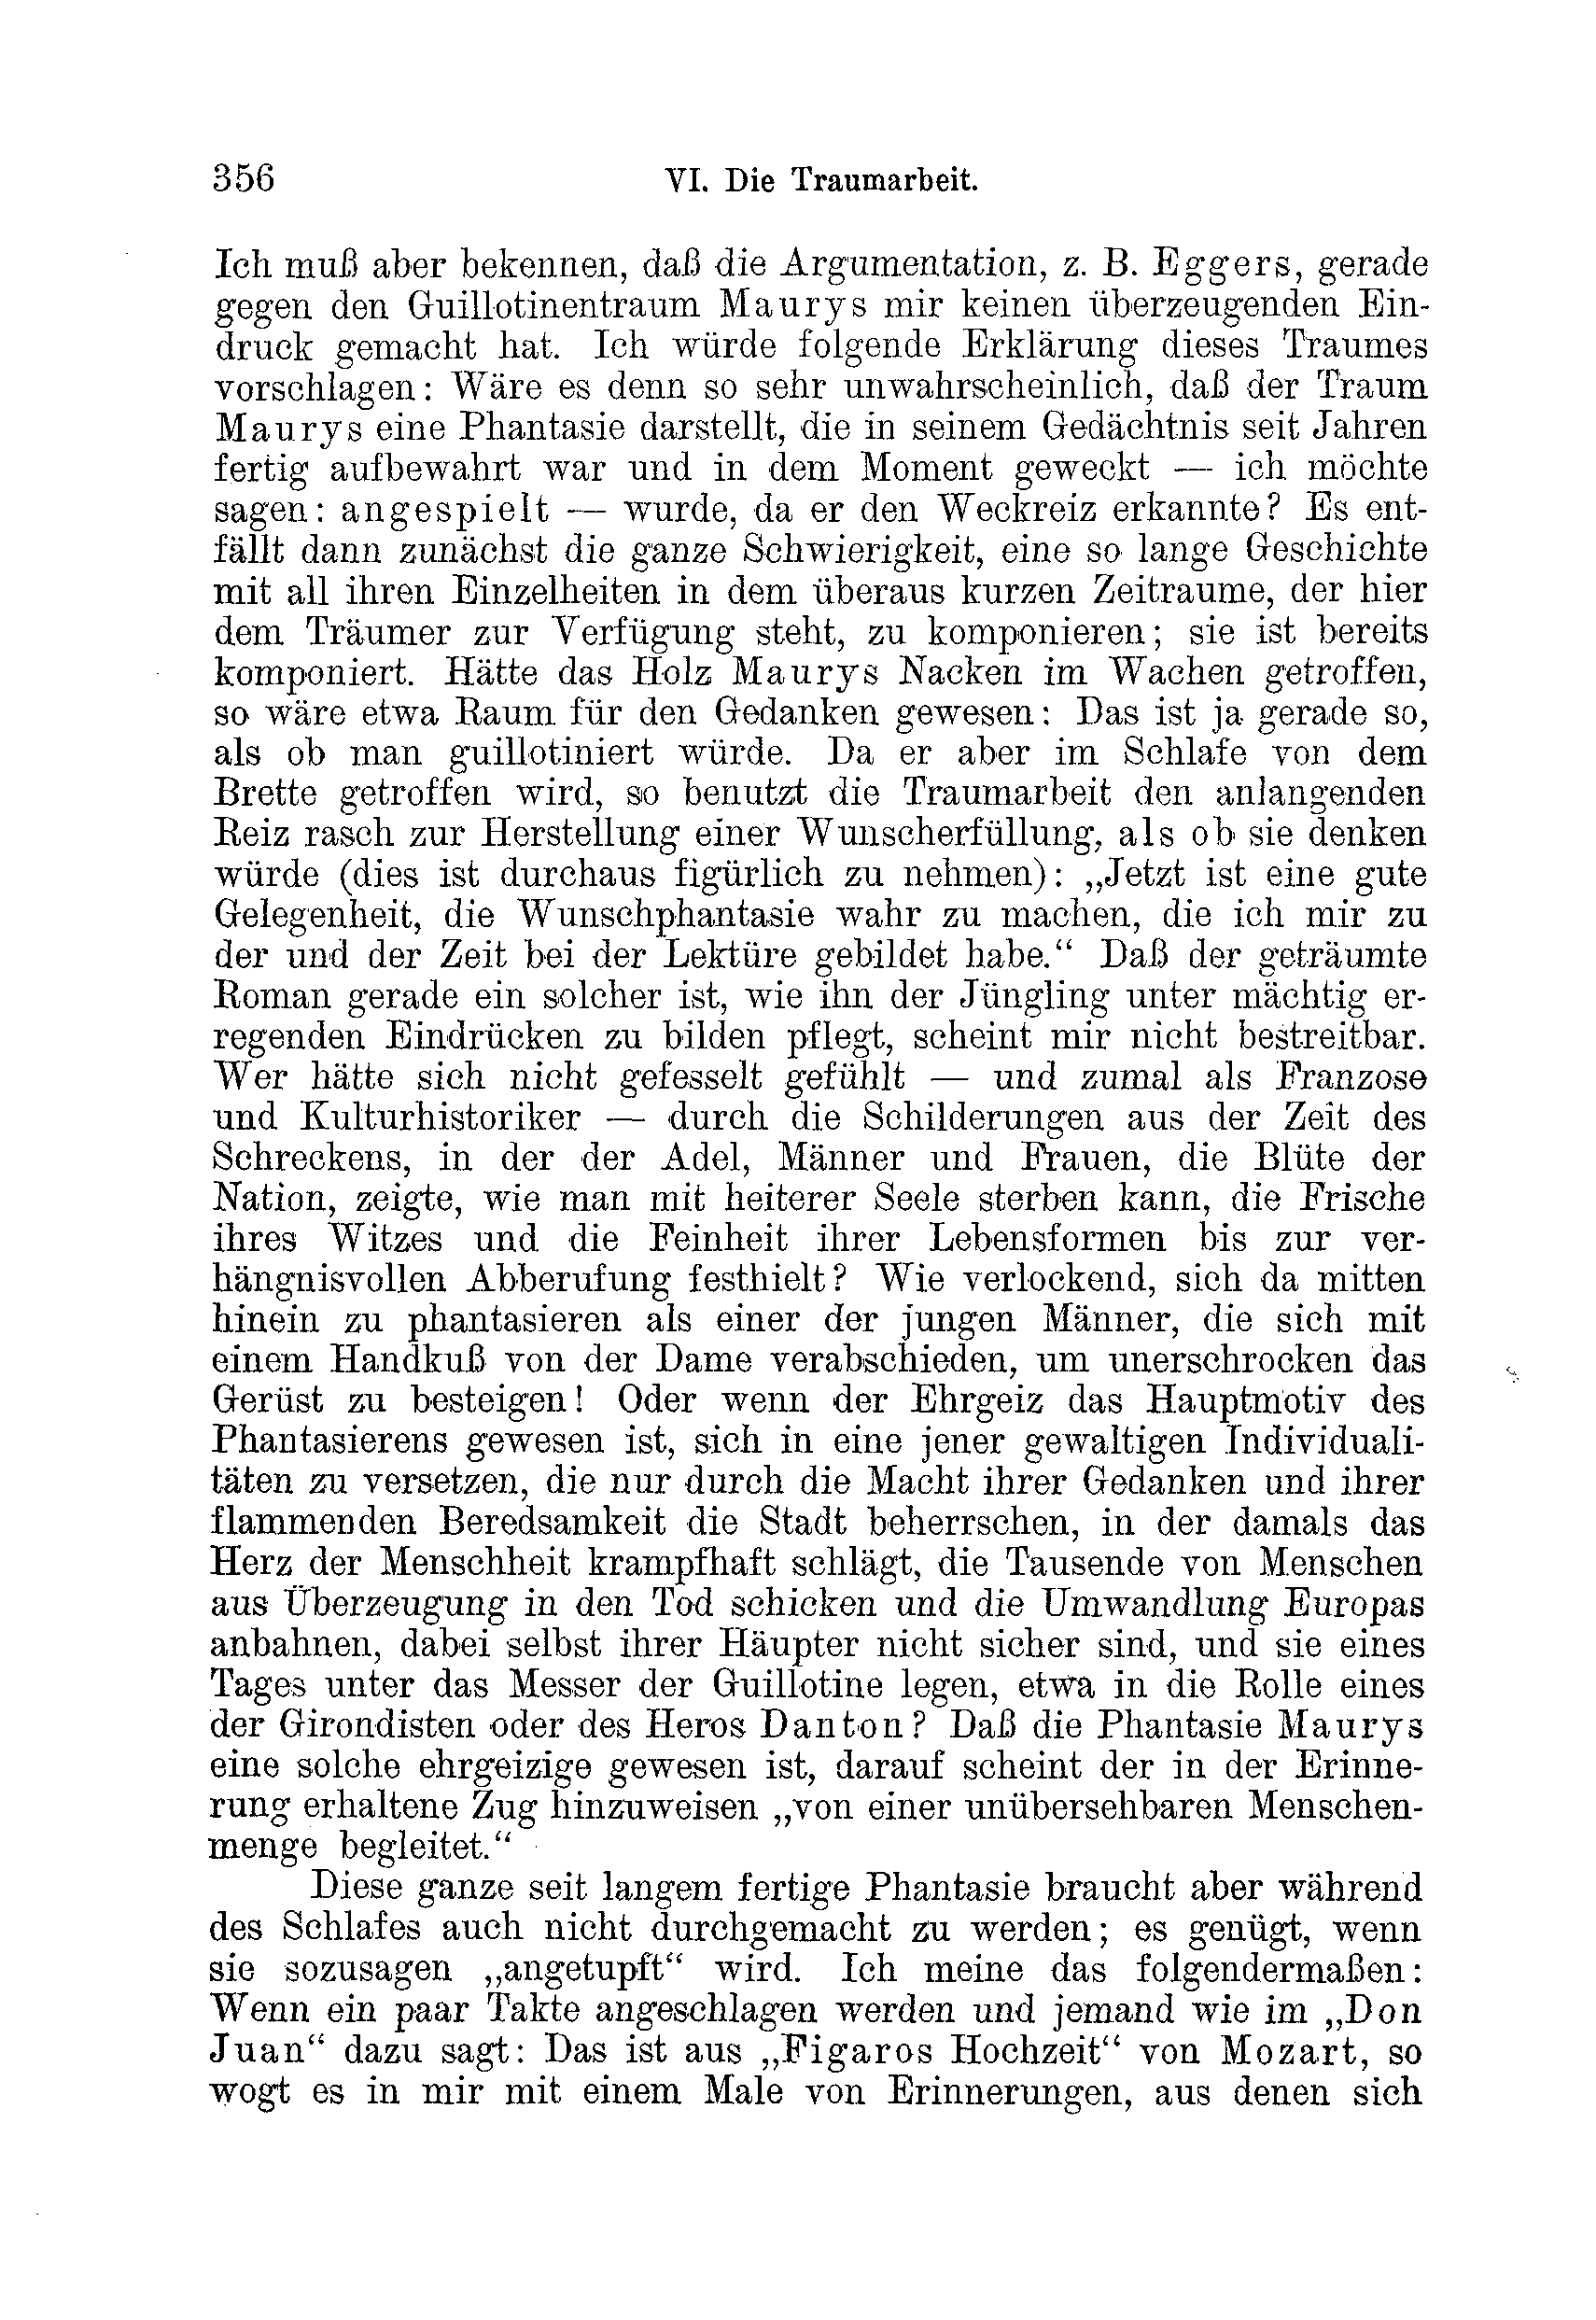 356
VI. Die Traumarbeit.
Ich muß aber bekennen, daß die Argumentation, z. B. Eggers, gerade
gegen den Guillotinentraum Maurys mir keinen überzeugenden Ein-
druck gemacht hat. Ich würde folgende Erklärung dieses Traumes
vorschlagen: Wäre es denn so sehr unwahrscheinlich, daß der Traum
Maurys eine Phantasie darstellt, die in seinem Gedächtnis seit Jahren
fertig aufbewahrt war und in dem Moment geweckt — ich möchte
sagen: angespielt — wurde, da er den Weckreiz erkannte? Es ent-
fällt dann zunächst die ganze Schwierigkeit, eine so lange Geschichte
mit all ihren Einzelheiten in dem überaus kurzen Zeitraume, der hier
dem Träumer zur Verfügung steht, zu komponieren; sie ist bereits
komponiert. Hätte das Holz Maurys Nacken im Wachen getroffen,
so wäre etwa Raum für den Gedanken gewesen: Das ist ja gerade so,
als ob man guillotiniert würde. Da er aber im Schlafe von dem
Brette getroffen wird, so benutzt die Traumarbeit den anlangenden
Reiz rasch zur Herstellung einer Wunscherfüllung, als ob sie denken
würde (dies ist durchaus figürlich zu nehmen): „Jetzt ist eine gute
Gelegenheit, die Wunschphantasie wahr zu machen, die ich mir zu
der und der Zeit bei der Lektüre gebildet habe.“ Daß der geträumte
Roman gerade ein solcher ist, wie ihn der Jüngling unter mächtig er-
regenden Eindrücken zu bilden pflegt, scheint mir nicht bestreitbar.
Wer hätte sich nicht gefesselt gefühlt — und zumal als Franzose
und Kulturhistoriker — durch die Schilderungen aus der Zeit des
Schreckens, in der der Adel, Männer und Frauen, die Blüte der
Nation, zeigte, wie man mit heiterer Seele sterben kann, die Frische
ihres Witzes und die Feinheit ihrer Lebensformen bis zur ver-
hängnisvollen Abberufung festhielt? Wie verlockend, sich da mitten
hinein zu phantasieren als einer der jungen Männer, die sich mit
einem Handkuß von der Dame verabschieden, um unerschrocken das
Gerüst zu besteigen! Oder wenn der Ehrgeiz das Hauptmotiv des
Phantasierens gewesen ist, sich in eine jener gewaltigen Individuali-
täten zu versetzen, die nur durch die Macht ihrer Gedanken und ihrer
flammenden Beredsamkeit die Stadt beherrschen, in der damals das
Herz der Menschheit krampfhaft schlägt, die Tausende von Menschen
aus Überzeugung in den Tod schicken und die Umwandlung Europas
anbahnen, dabei selbst ihrer Häupter nicht sicher sind, und sie eines
Tages unter das Messer der Guillotine legen, etwa in die Rolle eines
der Girondisten oder des Heros Danton? Daß die Phantasie Maurys
eine solche ehrgeizige gewesen ist, darauf scheint der in der Erinne-
rung erhaltene Zug hinzuweisen „von einer unübersehbaren Menschen-
menge begleitet.“
Diese ganze seit langem fertige Phantasie braucht aber während
des Schlafes auch nicht durchgemacht zu werden; es genügt, wenn
sie sozusagen „angetupft“ wird. Ich meine das folgendermaßen:
Wenn ein paar Takte angeschlagen werden und jemand wie im „Don
Juan“ dazu sagt: Das ist aus „Figaros Hochzeit“ von Mozart, so
wogt es in mir mit einem Male von Erinnerungen, aus denen sich